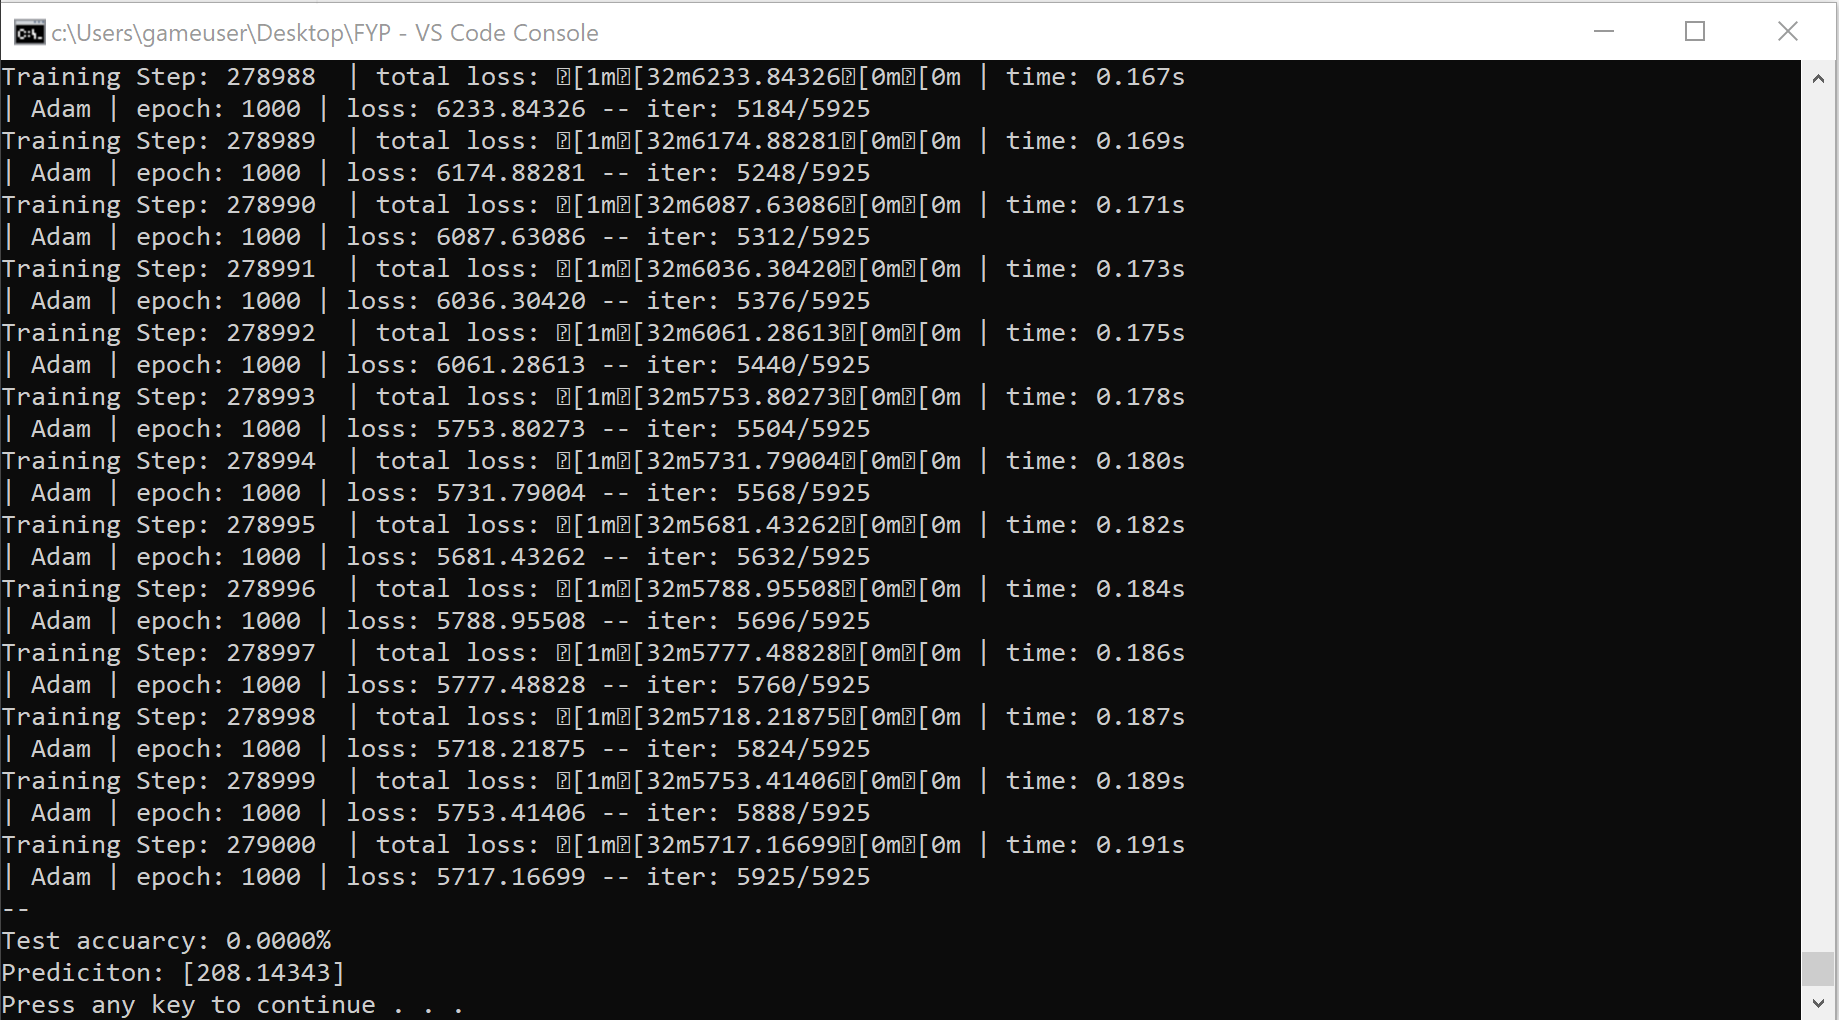 c:\Users\gameuser\Desktop\FYP - VS Code Console
Training Step: 278988  | total loss: [1m[32m6233.84326[0m[0m | time: 0.167s
| Adam | epoch: 1000 | loss: 6233.84326 -- iter: 5184/5925
Training Step: 278989  | total loss: [1m[32m6174.88281[0m[0m | time: 0.169s
| Adam | epoch: 1000 | loss: 6174.88281 -- iter: 5248/5925
Training Step: 278990  | total loss: [1m[32m6087.63086[0m[0m | time: 0.171s
| Adam | epoch: 1000 | loss: 6087.63086 -- iter: 5312/5925
Training Step: 278991  | total loss: [1m[32m6036.30420[0m[0m | time: 0.173s
| Adam | epoch: 1000 | loss: 6036.30420 -- iter: 5376/5925
Training Step: 278992  | total loss: [1m[32m6061.28613[0m[0m | time: 0.175s
| Adam | epoch: 1000 | loss: 6061.28613 -- iter: 5440/5925
Training Step: 278993  | total loss: [1m[32m5753.80273[0m[0m | time: 0.178s
| Adam | epoch: 1000 | loss: 5753.80273 -- iter: 5504/5925
Training Step: 278994  | total loss: [1m[32m5731.79004[0m[0m | time: 0.180s
| Adam | epoch: 1000 | loss: 5731.79004 -- iter: 5568/5925
Training Step: 278995  | total loss: [1m[32m5681.43262[0m[0m | time: 0.182s
| Adam | epoch: 1000 | loss: 5681.43262 -- iter: 5632/5925
Training Step: 278996  | total loss: [1m[32m5788.95508[0m[0m | time: 0.184s
| Adam | epoch: 1000 | loss: 5788.95508 -- iter: 5696/5925
Training Step: 278997  | total loss: [1m[32m5777.48828[0m[0m | time: 0.186s
| Adam | epoch: 1000 | loss: 5777.48828 -- iter: 5760/5925
Training Step: 278998  | total loss: [1m[32m5718.21875[0m[0m | time: 0.187s
| Adam | epoch: 1000 | loss: 5718.21875 -- iter: 5824/5925
Training Step: 278999  | total loss: [1m[32m5753.41406[0m[0m | time: 0.189s
| Adam | epoch: 1000 | loss: 5753.41406 -- iter: 5888/5925
Training Step: 279000  | total loss: [1m[32m5717.16699[0m[0m | time: 0.191s
| Adam | epoch: 1000 | loss: 5717.16699 -- iter: 5925/5925
--
Test accuarcy: 0.0000%
Prediciton: [208.14343]
Press any key to continue . . .